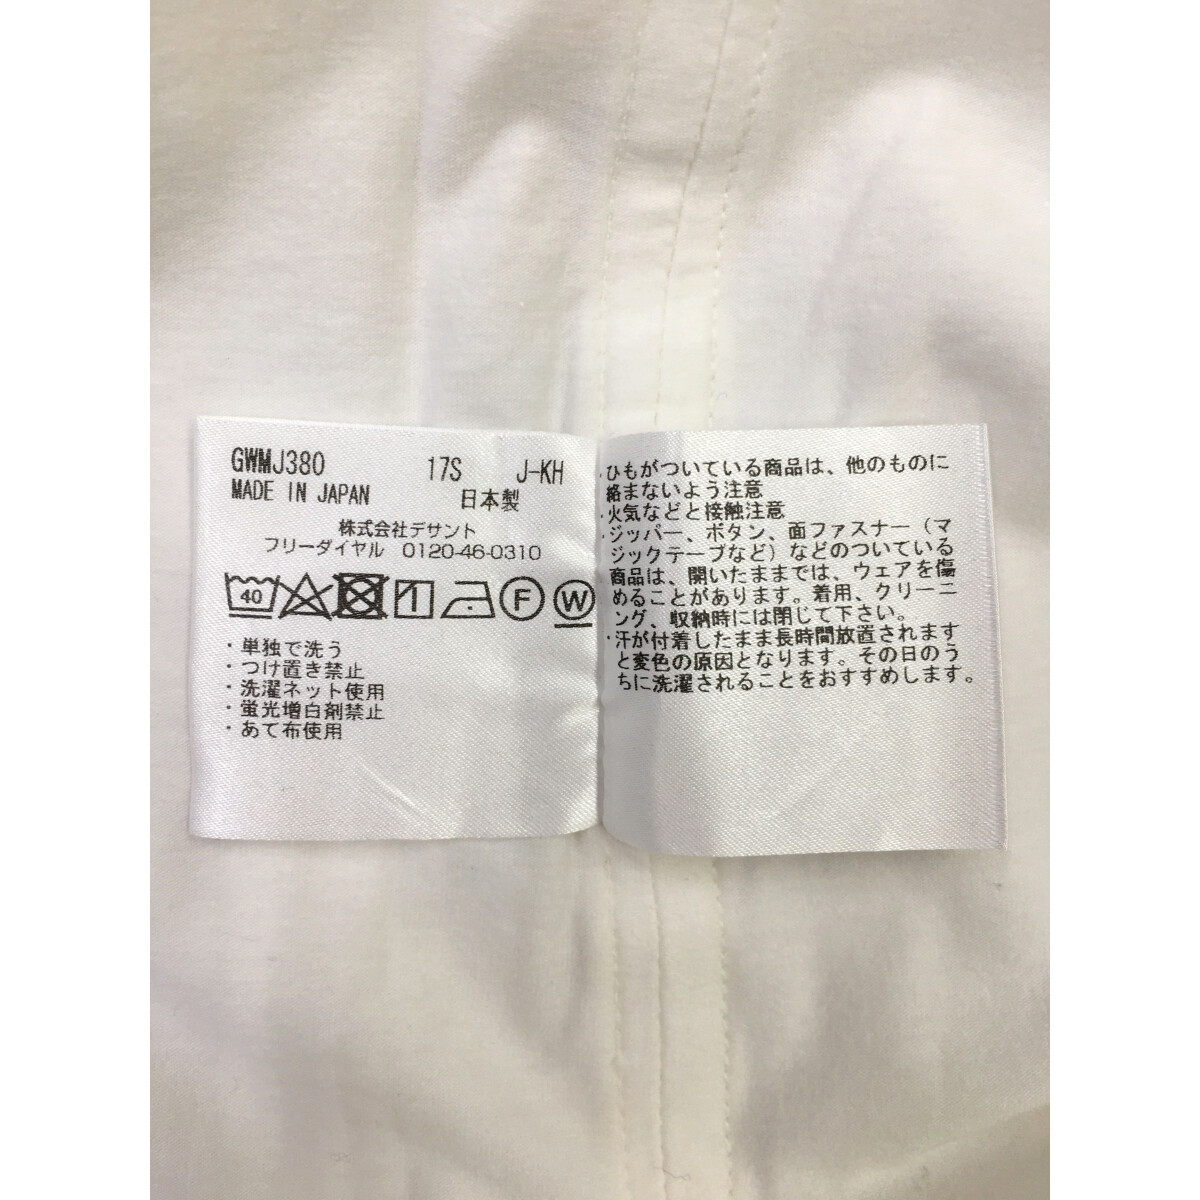 GWMJ380 17S J-KH
MADE IN JAPAN 日本製
株式会社デサント
フリーダイヤル 0120-46-0310
40 F W
・単独で洗う
・つけ置き禁止
・洗濯ネット使用
・蛍光増白剤禁止
・あて布使用
・ひもがついている商品は、他のものに
絡まないよう注意
・火気などと接触注意
・ジッパー、ボタン、面ファスナー（マ
ジックテープなど）などのついている
商品は、開いたままでは、ウェアを傷
めることがあります。着用、クリーニ
ング、収納時には閉じて下さい。
・汗が付着したまま長時間放置されます
と変色の原因となります。その日のう
ちに洗濯されることをおすすめします。